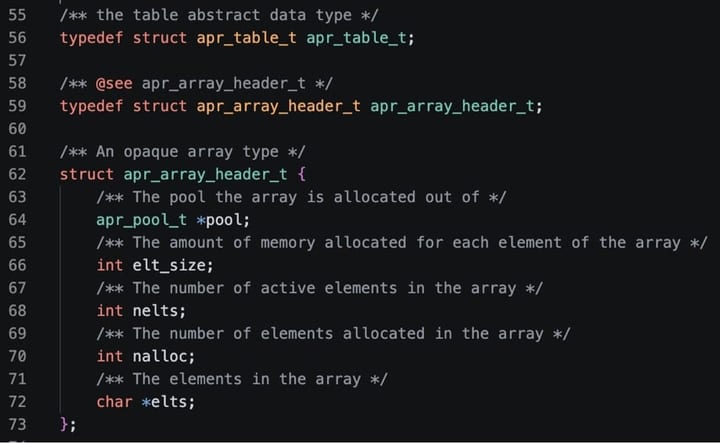 55 /** the table abstract data type */
56 typedef struct apr_table_t apr_table_t;
57
58 /** @see apr_array_header_t */
59 typedef struct apr_array_header_t apr_array_header_t;
60
61 /** An opaque array type */
62 struct apr_array_header_t {
63     /** The pool the array is allocated out of */
64     apr_pool_t *pool;
65     /** The amount of memory allocated for each element of the array */
66     int elt_size;
67     /** The number of active elements in the array */
68     int nelts;
69     /** The number of elements allocated in the array */
70     int nalloc;
71     /** The elements in the array */
72     char *elts;
73 };